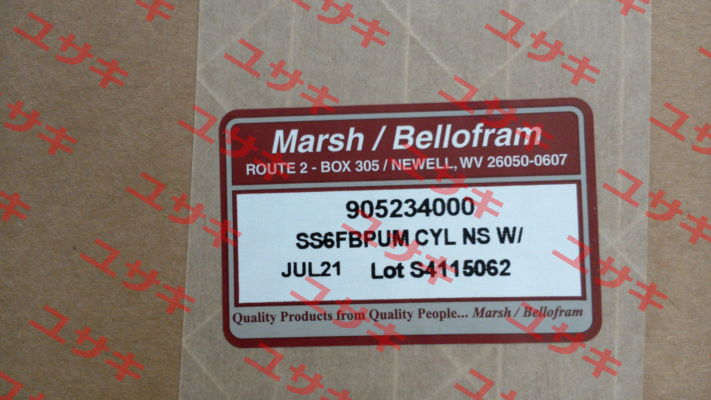 Marsh / Bellofram
ROUTE 2 - BOX 305 / NEWELL, WV 26050-0607
905234000
SS6FBPUM CYL NS W/
JUL21 Lot S4115062
Quality Products from Quality People... Marsh / Bellofram
ユサキ